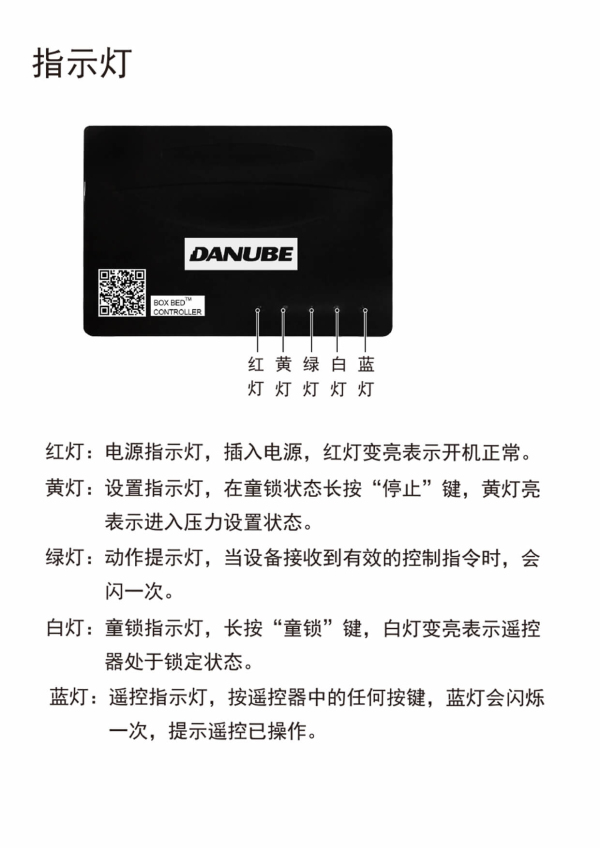 指示灯
DANUBE
BOX BED™
CONTROLLER
红 黄 绿 白 蓝
灯 灯 灯 灯 灯
红灯：电源指示灯，插入电源，红灯变亮表示开机正常。
黄灯：设置指示灯，在童锁状态长按“停止”键，黄灯亮
表示进入压力设置状态。
绿灯：动作提示灯，当设备接收到有效的控制指令时，会
闪一次。
白灯：童锁指示灯，长按“童锁”键，白灯变亮表示遥控
器处于锁定状态。
蓝灯：遥控指示灯，按遥控器中的任何按键，蓝灯会闪烁
一次，提示遥控已操作。